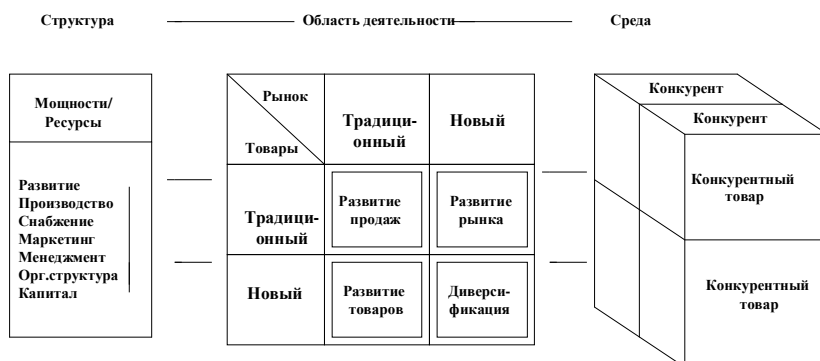 Структура
Область деятельности
Среда
Мощности/
Ресурсы
Развитие
Производство
Снабжение
Маркетинг
Менеджмент
Орг.структура
Капитал
Рынок
Товары
Традици-
онный
Новый
Традици-
онный
Развитие
продаж
Развитие
рынка
Новый
Развитие
товаров
Диверси-
фикация
Конкурент
Конкурент
Конкурентный
товар
Конкурентный
товар